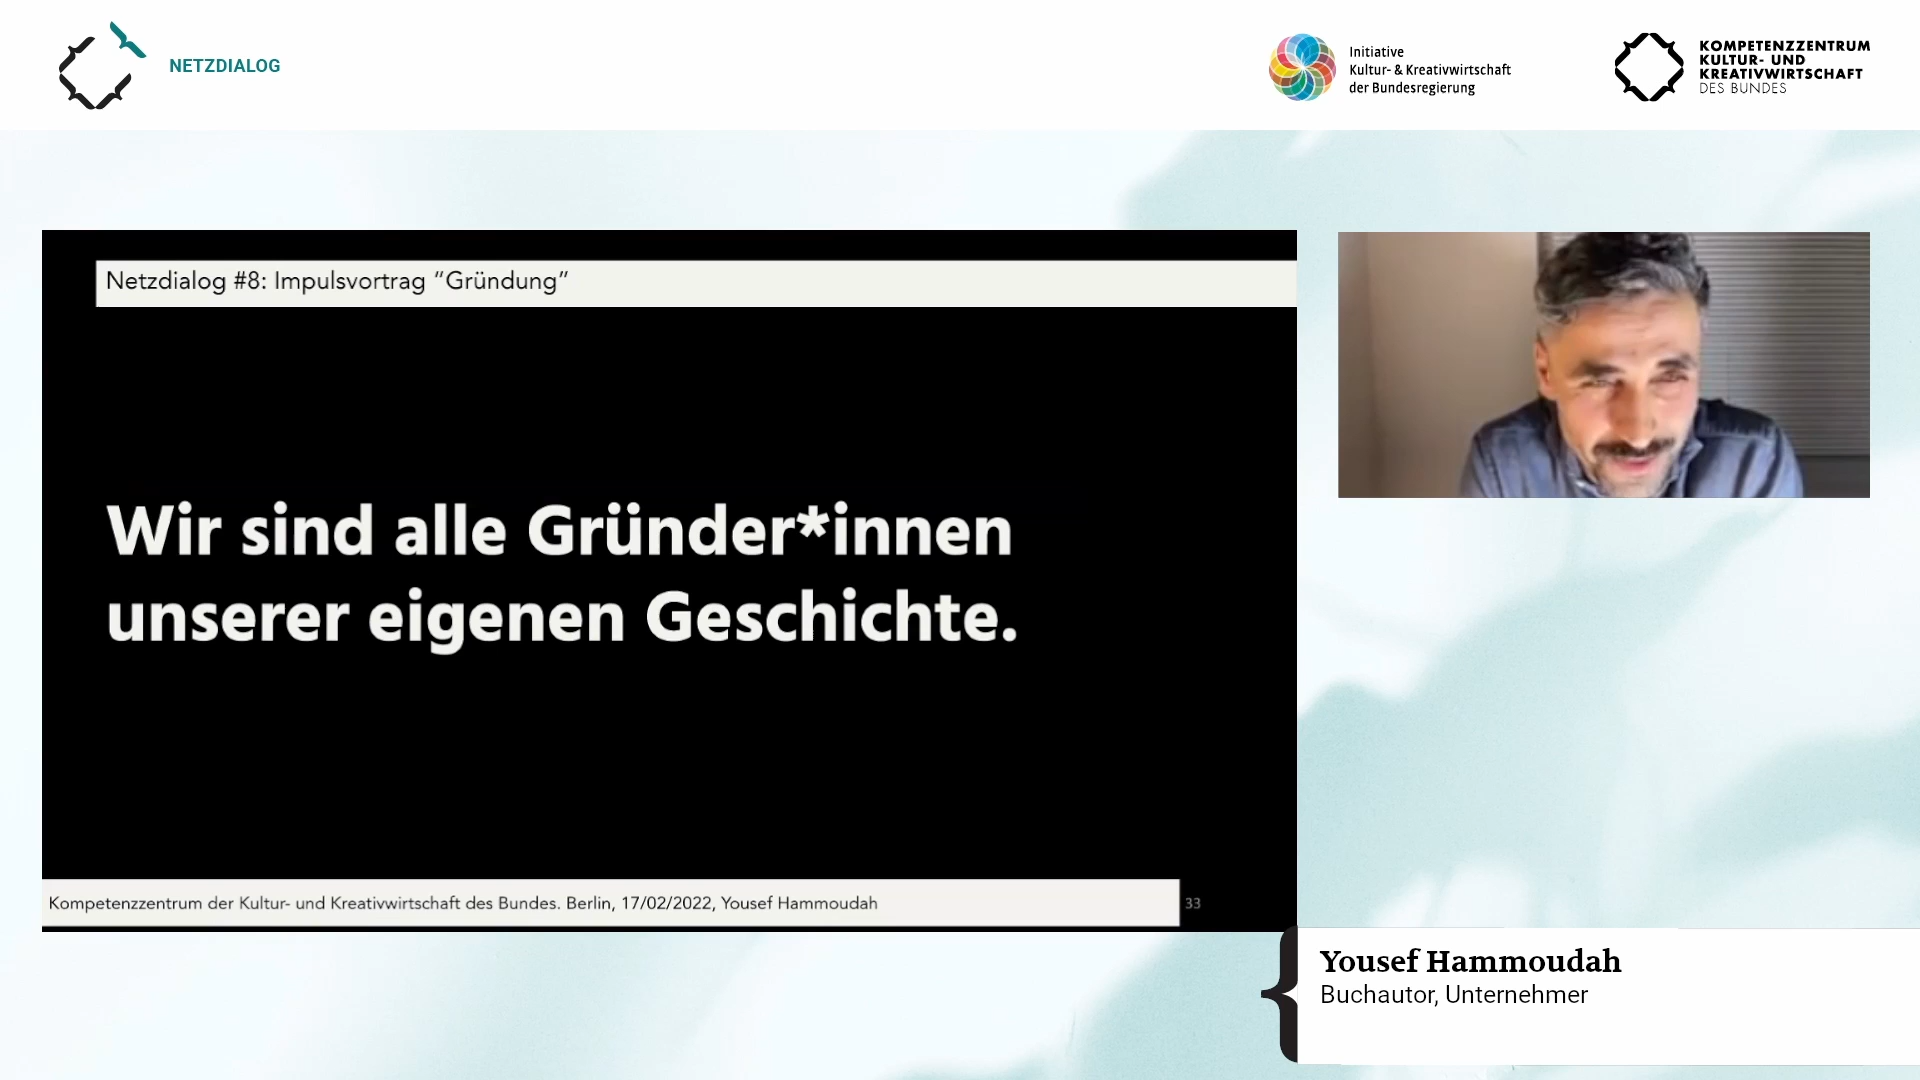 NETZDIALOG
Initiative
Kultur- & Kreativwirtschaft
der Bundesregierung
KOMPETENZZENTRUM
KULTUR- UND
KREATIVWIRTSCHAFT
DES BUNDES
Netzdialog #8: Impulsvortrag “Gründung”
Wir sind alle Gründer*innen
unserer eigenen Geschichte.
Kompetenzzentrum der Kultur- und Kreativwirtschaft des Bundes. Berlin, 17/02/2022, Yousef Hammoudah
33
Yousef Hammoudah
Buchautor, Unternehmer